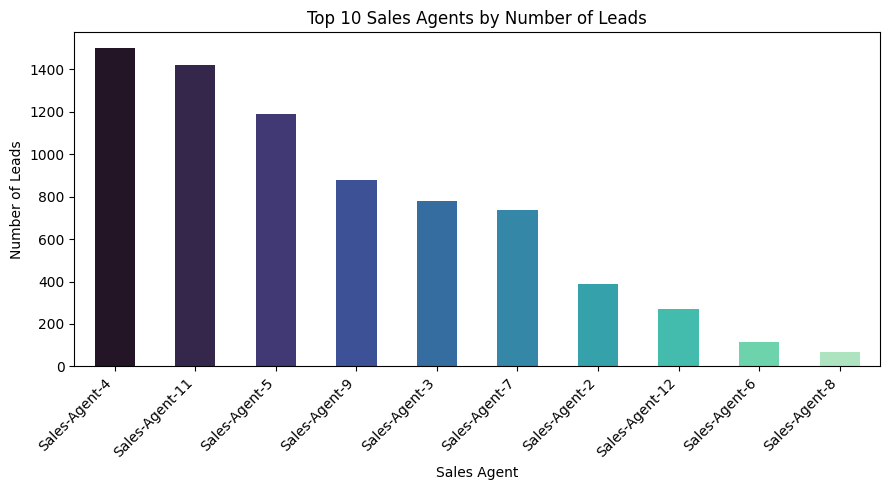 Top 10 Sales Agents by Number of Leads
Number of Leads
1400
1200
1000
800
600
400
200
0
Sales-Agent-4
Sales-Agent-11
Sales-Agent-5
Sales-Agent-9
Sales-Agent-3
Sales-Agent-7
Sales-Agent-2
Sales-Agent-12
Sales-Agent-6
Sales-Agent-8
Sales Agent